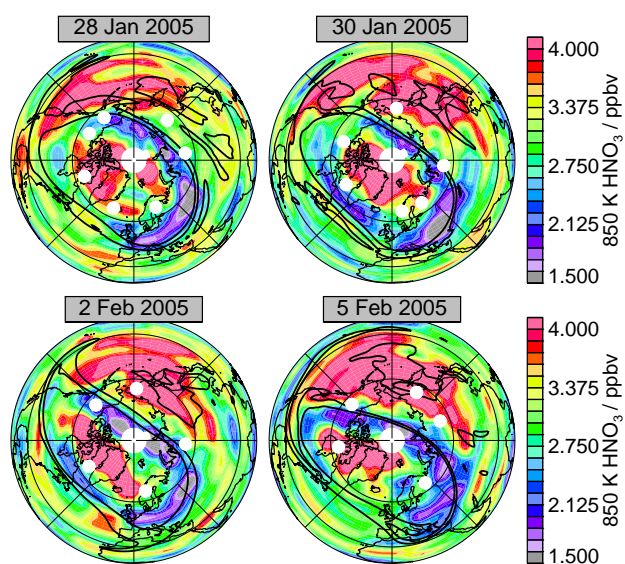 28 Jan 2005
30 Jan 2005
4.000
3.375
2.750
2.125
1.500
850 K HNO₃ / ppbv
2 Feb 2005
5 Feb 2005
4.000
3.375
2.750
2.125
1.500
850 K HNO₃ / ppbv